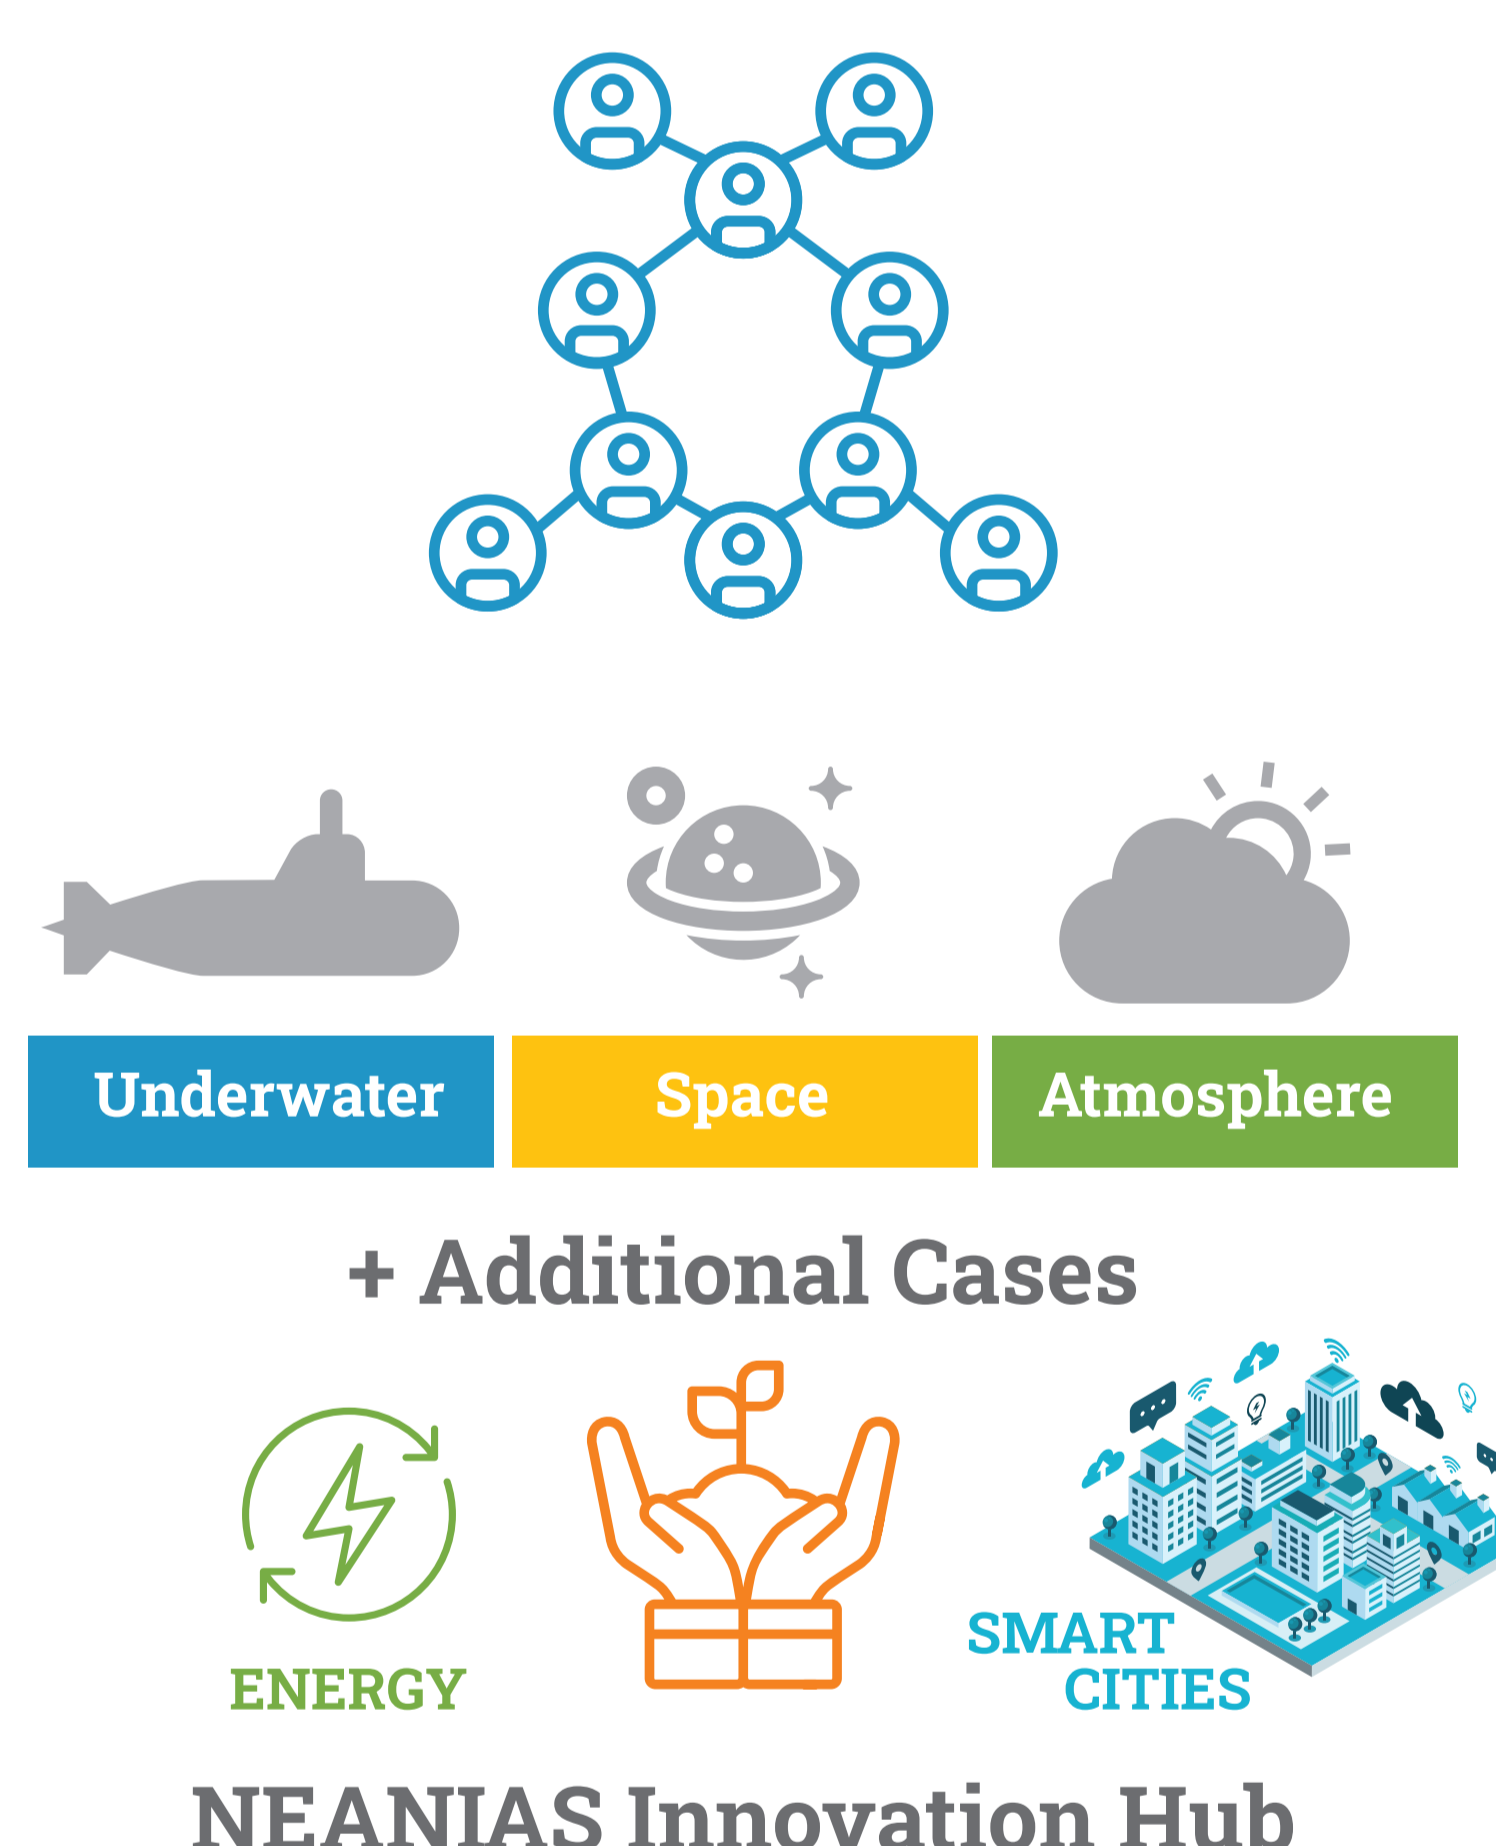 Underwater Space Atmosphere
+ Additional Cases
ENERGY
SMART
CITIES
NEANIAS Innovation Hub